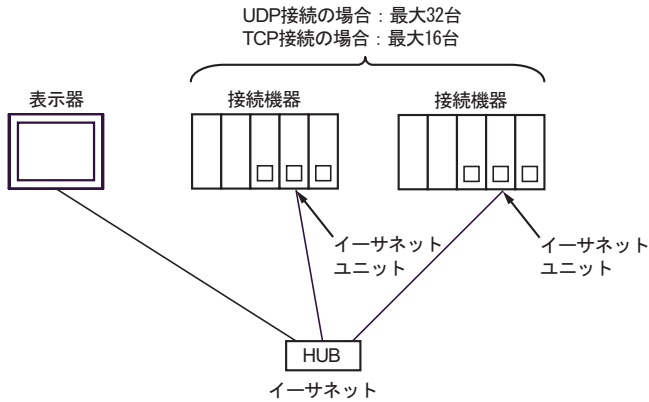 UDP接続の場合：最大32台
TCP接続の場合：最大16台
表示器
接続機器
接続機器
イーサネット
ユニット
イーサネット
ユニット
HUB
イーサネット